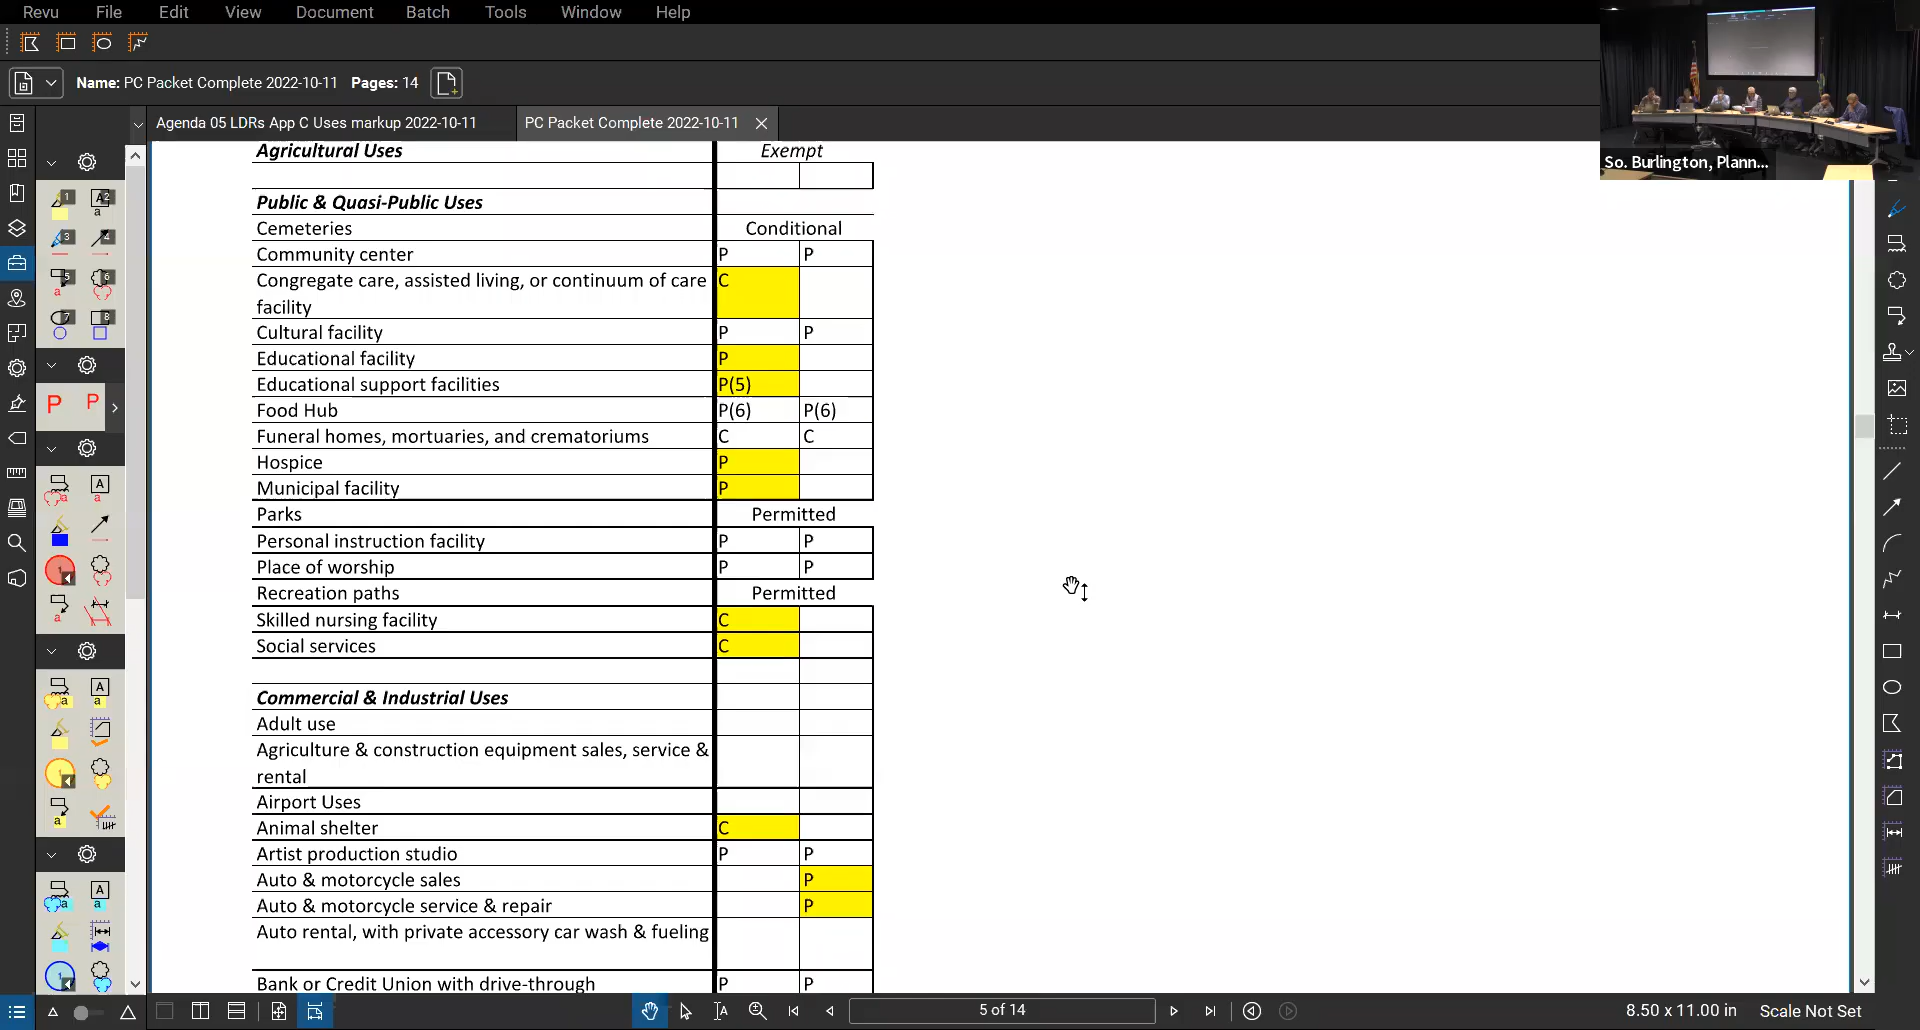 Revu File Edit View Document Batch Tools Window Help
Name: PC Packet Complete 2022-10-11 Pages: 14
Agenda 05 LDRs App C Uses markup 2022-10-11 PC Packet Complete 2022-10-11
So. Burlington, Plann...
Agricultural Uses Exempt
Public & Quasi-Public Uses
Cemeteries Conditional
Community center P P
Congregate care, assisted living, or continuum of care C
facility
Cultural facility P P
Educational facility P
Educational support facilities P(5)
Food Hub P(6) P(6)
Funeral homes, mortuaries, and crematoriums C C
Hospice P
Municipal facility P
Parks Permitted
Personal instruction facility P P
Place of worship P P
Recreation paths Permitted
Skilled nursing facility C
Social services C
Commercial & Industrial Uses
Adult use
Agriculture & construction equipment sales, service &
rental
Airport Uses
Animal shelter C
Artist production studio P P
Auto & motorcycle sales P
Auto & motorcycle service & repair P
Auto rental, with private accessory car wash & fueling
Bank or Credit Union with drive-through P P
5 of 14
8.50 x 11.00 in Scale Not Set